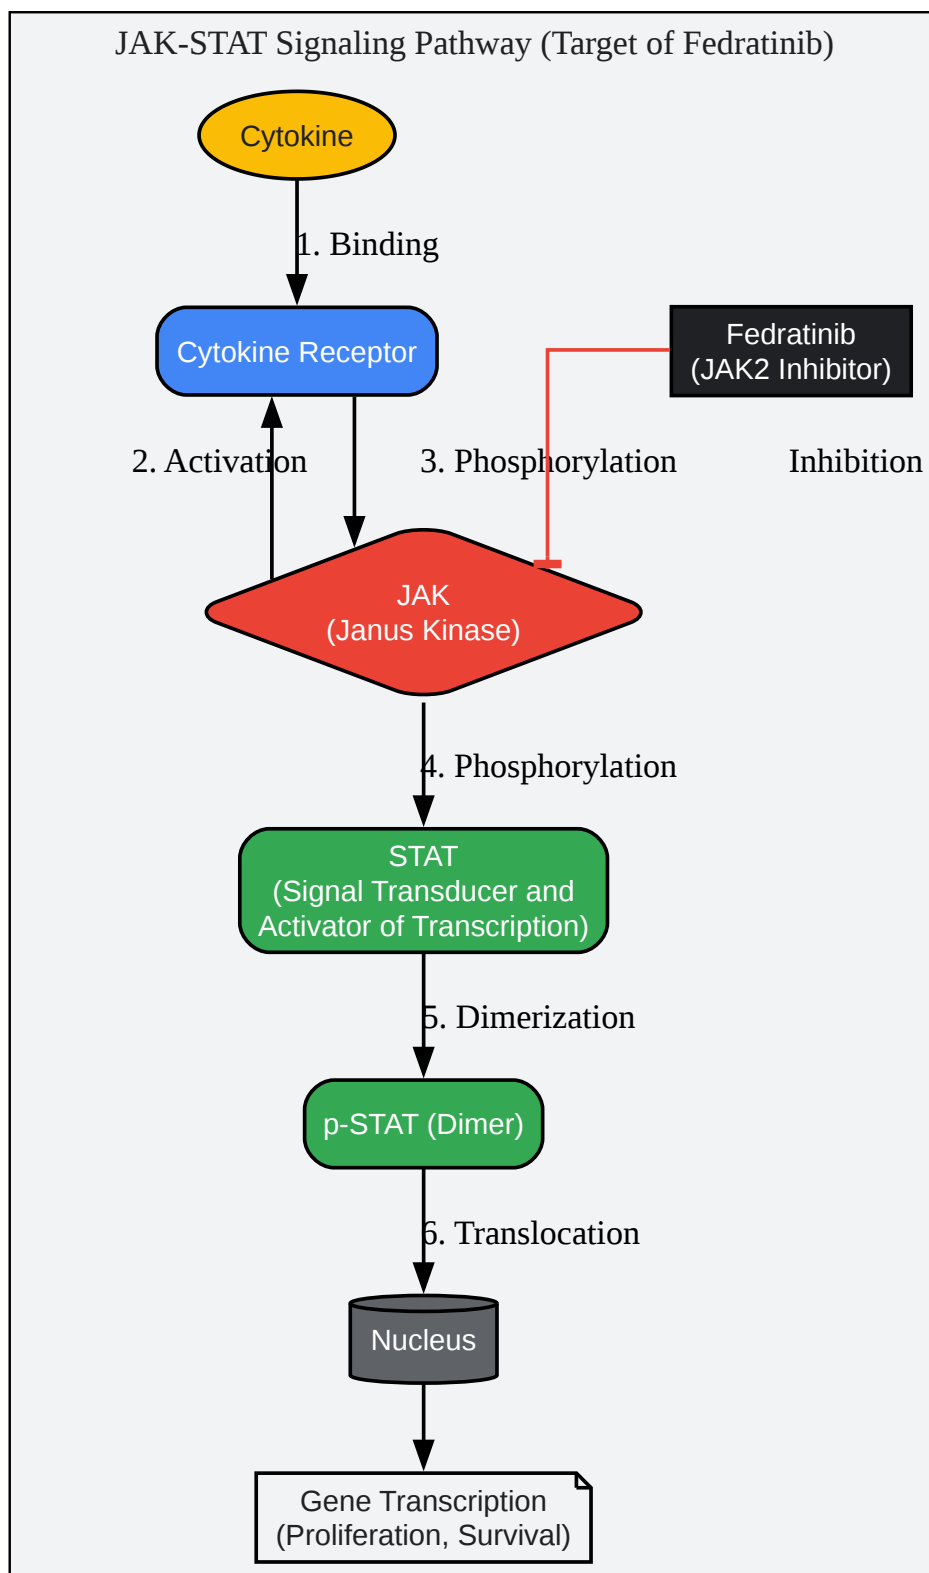 JAK-STAT Signaling Pathway (Target of Fedratinib)
Cytokine
1. Binding
Cytokine Receptor
Fedratinib
(JAK2 Inhibitor)
2. Activation
3. Phosphorylation
Inhibition
JAK
(Janus Kinase)
4. Phosphorylation
STAT
(Signal Transducer and
Activator of Transcription)
5. Dimerization
p-STAT (Dimer)
6. Translocation
Nucleus
Gene Transcription
(Proliferation, Survival)